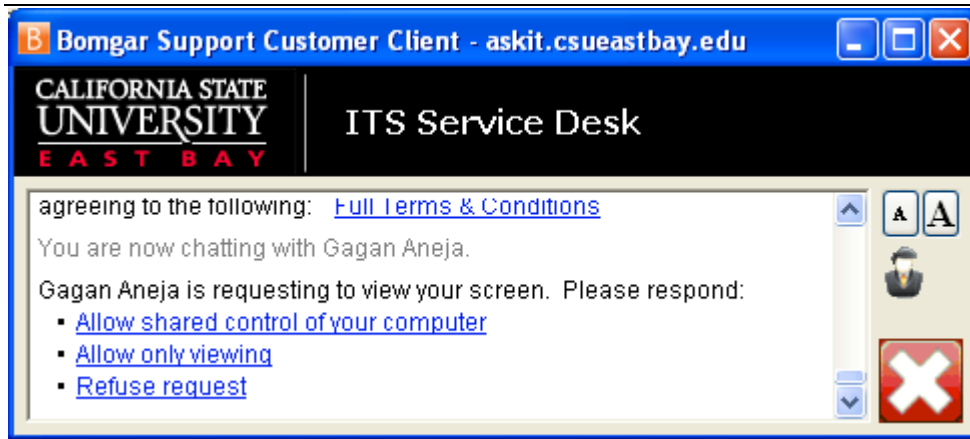 B Bomgar Support Customer Client - askit.csueastbay.edu
CALIFORNIA STATE
UNIVERSITY
EAST BAY
ITS Service Desk
agreeing to the following: Full Terms & Conditions
A A
You are now chatting with Gagan Aneja.
Gagan Aneja is requesting to view your screen. Please respond:
▪ Allow shared control of your computer
▪ Allow only viewing
▪ Refuse request